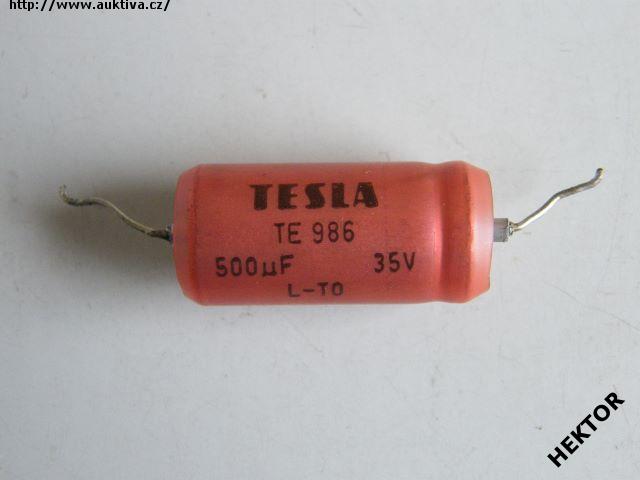 http://www.auktiva.cz/
TESLA
TE 986
500µF 35V
L-TO
HEKTOR